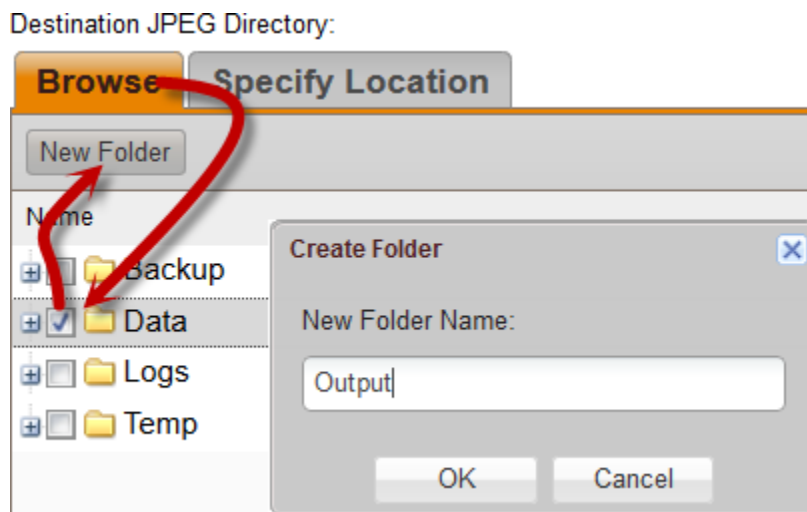 Destination JPEG Directory:
Browse Specify Location
New Folder
Name
Backup
Data
Logs
Temp
Create Folder
New Folder Name:
Output
OK Cancel